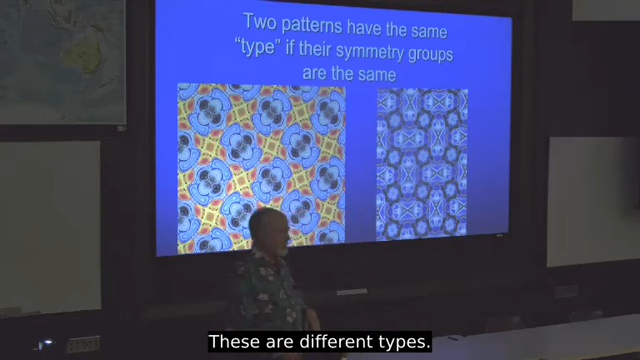 Two patterns have the same
“type” if their symmetry groups
are the same
These are different types.